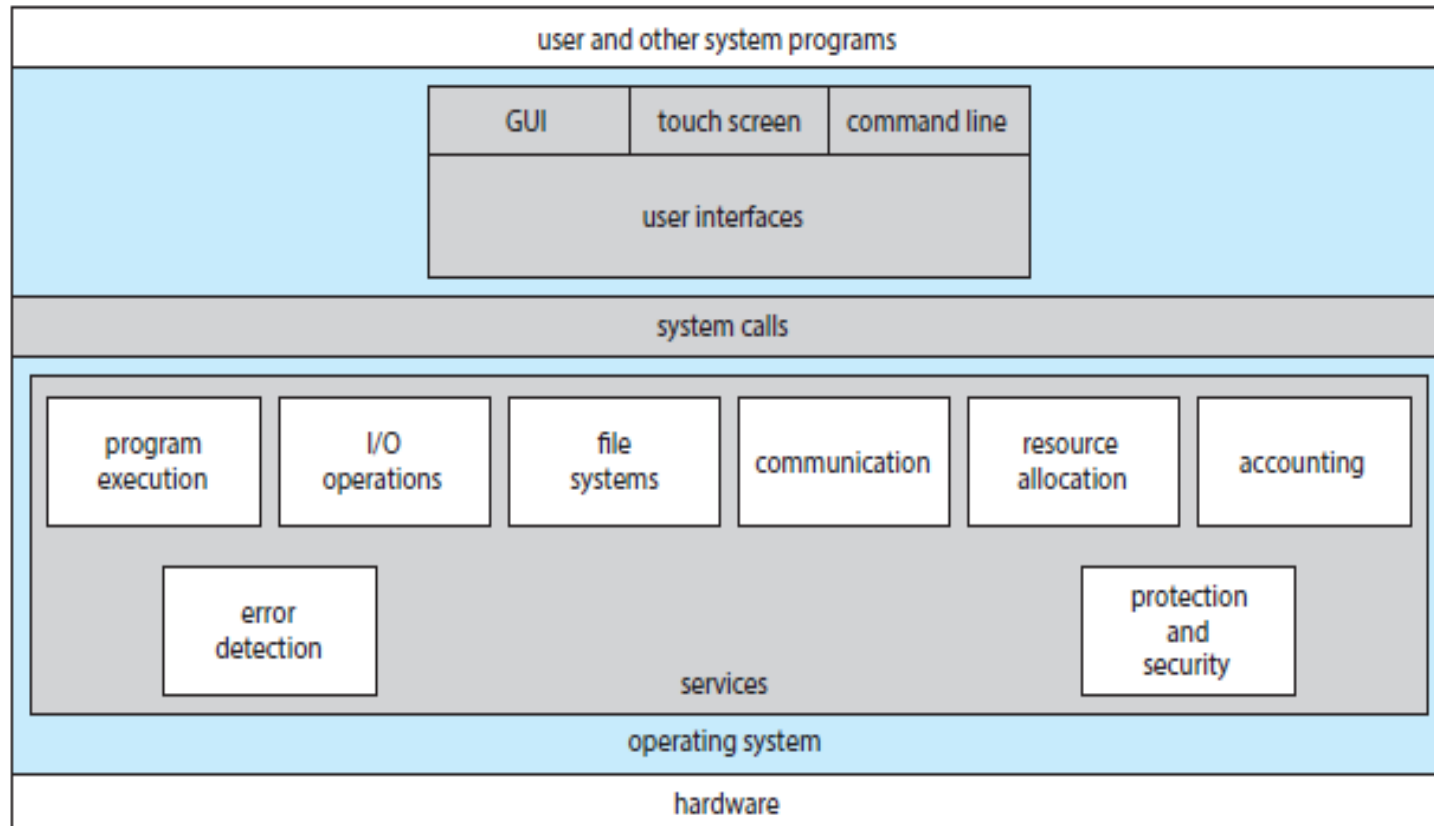 user and other system programs
GUI
touch screen
command line
user interfaces
system calls
program
execution
I/O
operations
file
systems
communication
resource
allocation
accounting
error
detection
protection
and
security
services
operating system
hardware